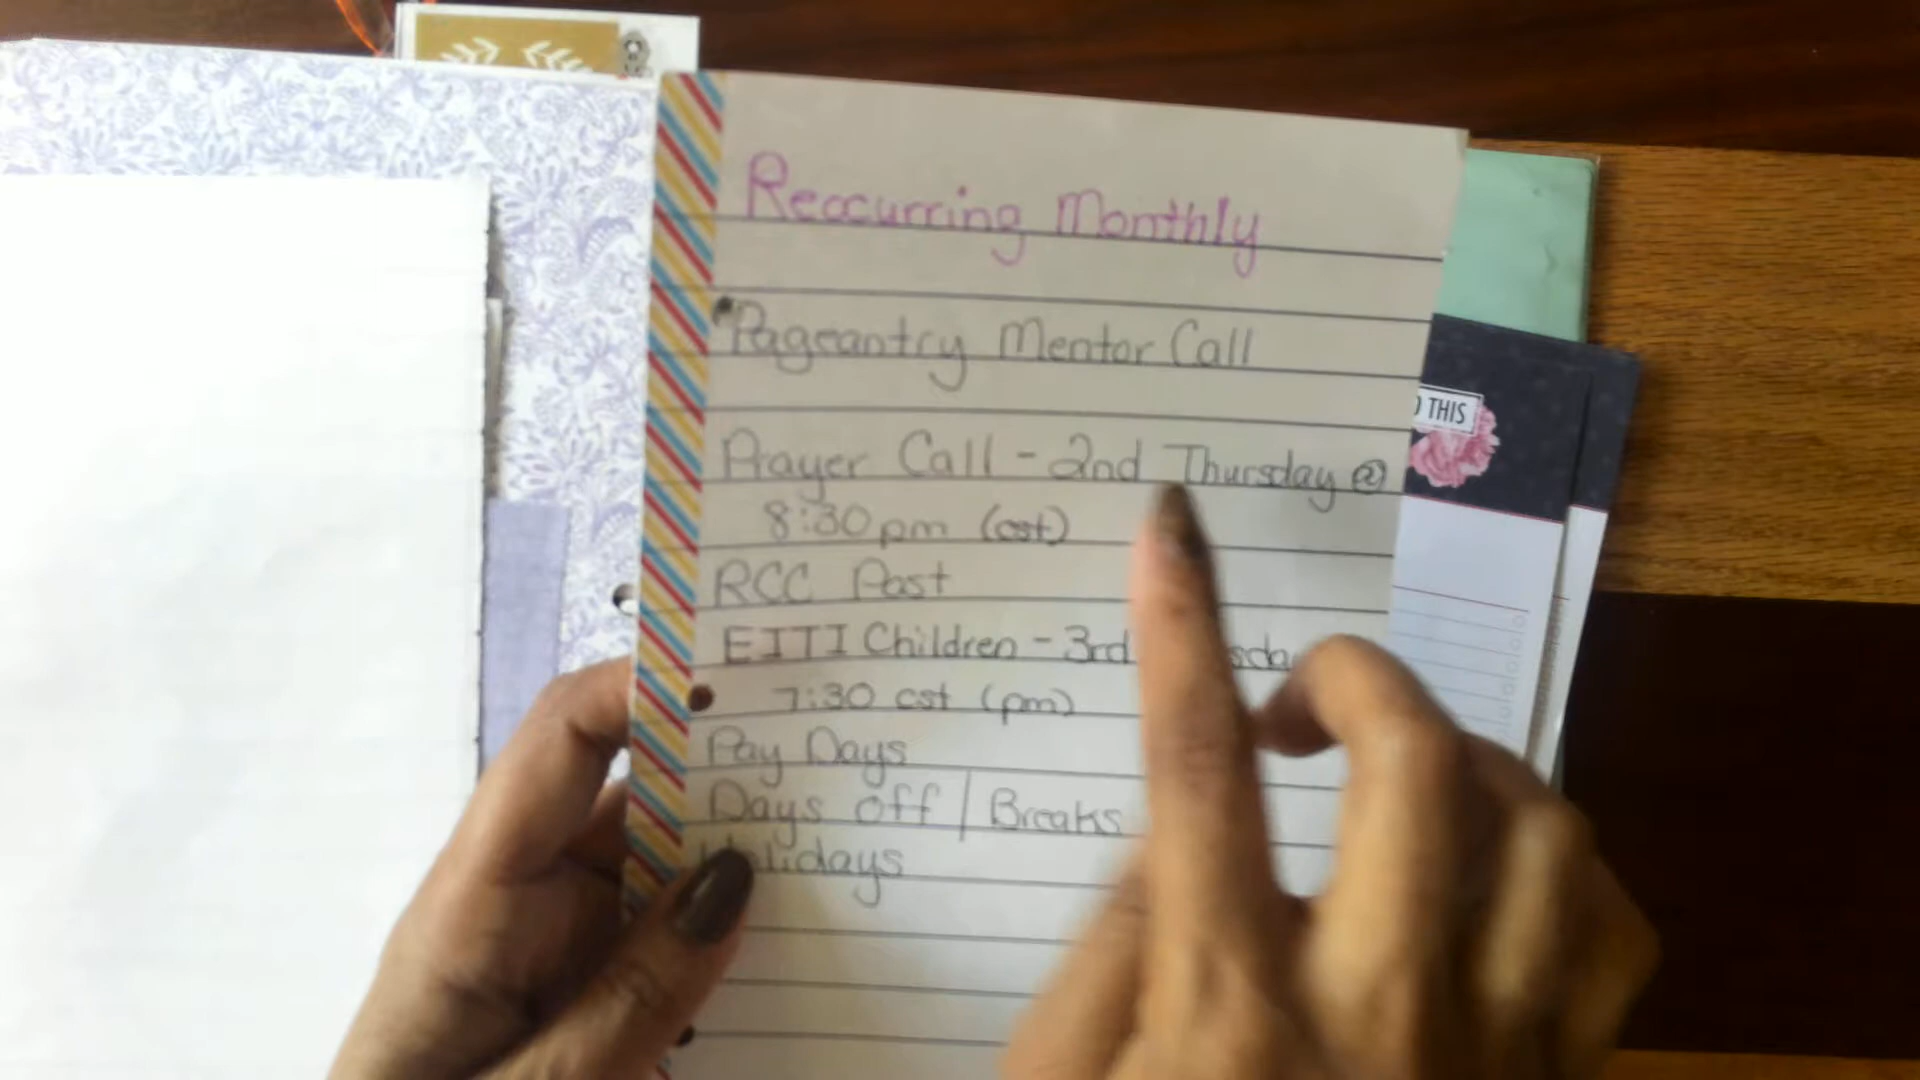 Reoccurring Monthly
Pageantry Mentor Call
Prayer Call - 2nd Thursday @
8:30 pm (cst)
RCC Post
EITI Children - 3rd
7:30 cst (pm)
Pay Days
Days off / Breaks
Holidays
THIS